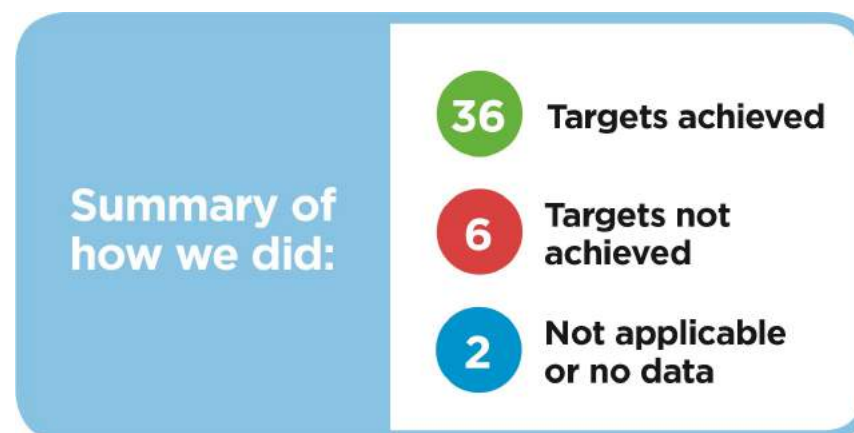 Summary of
how we did:
36 Targets achieved
6 Targets not
achieved
2 Not applicable
or no data